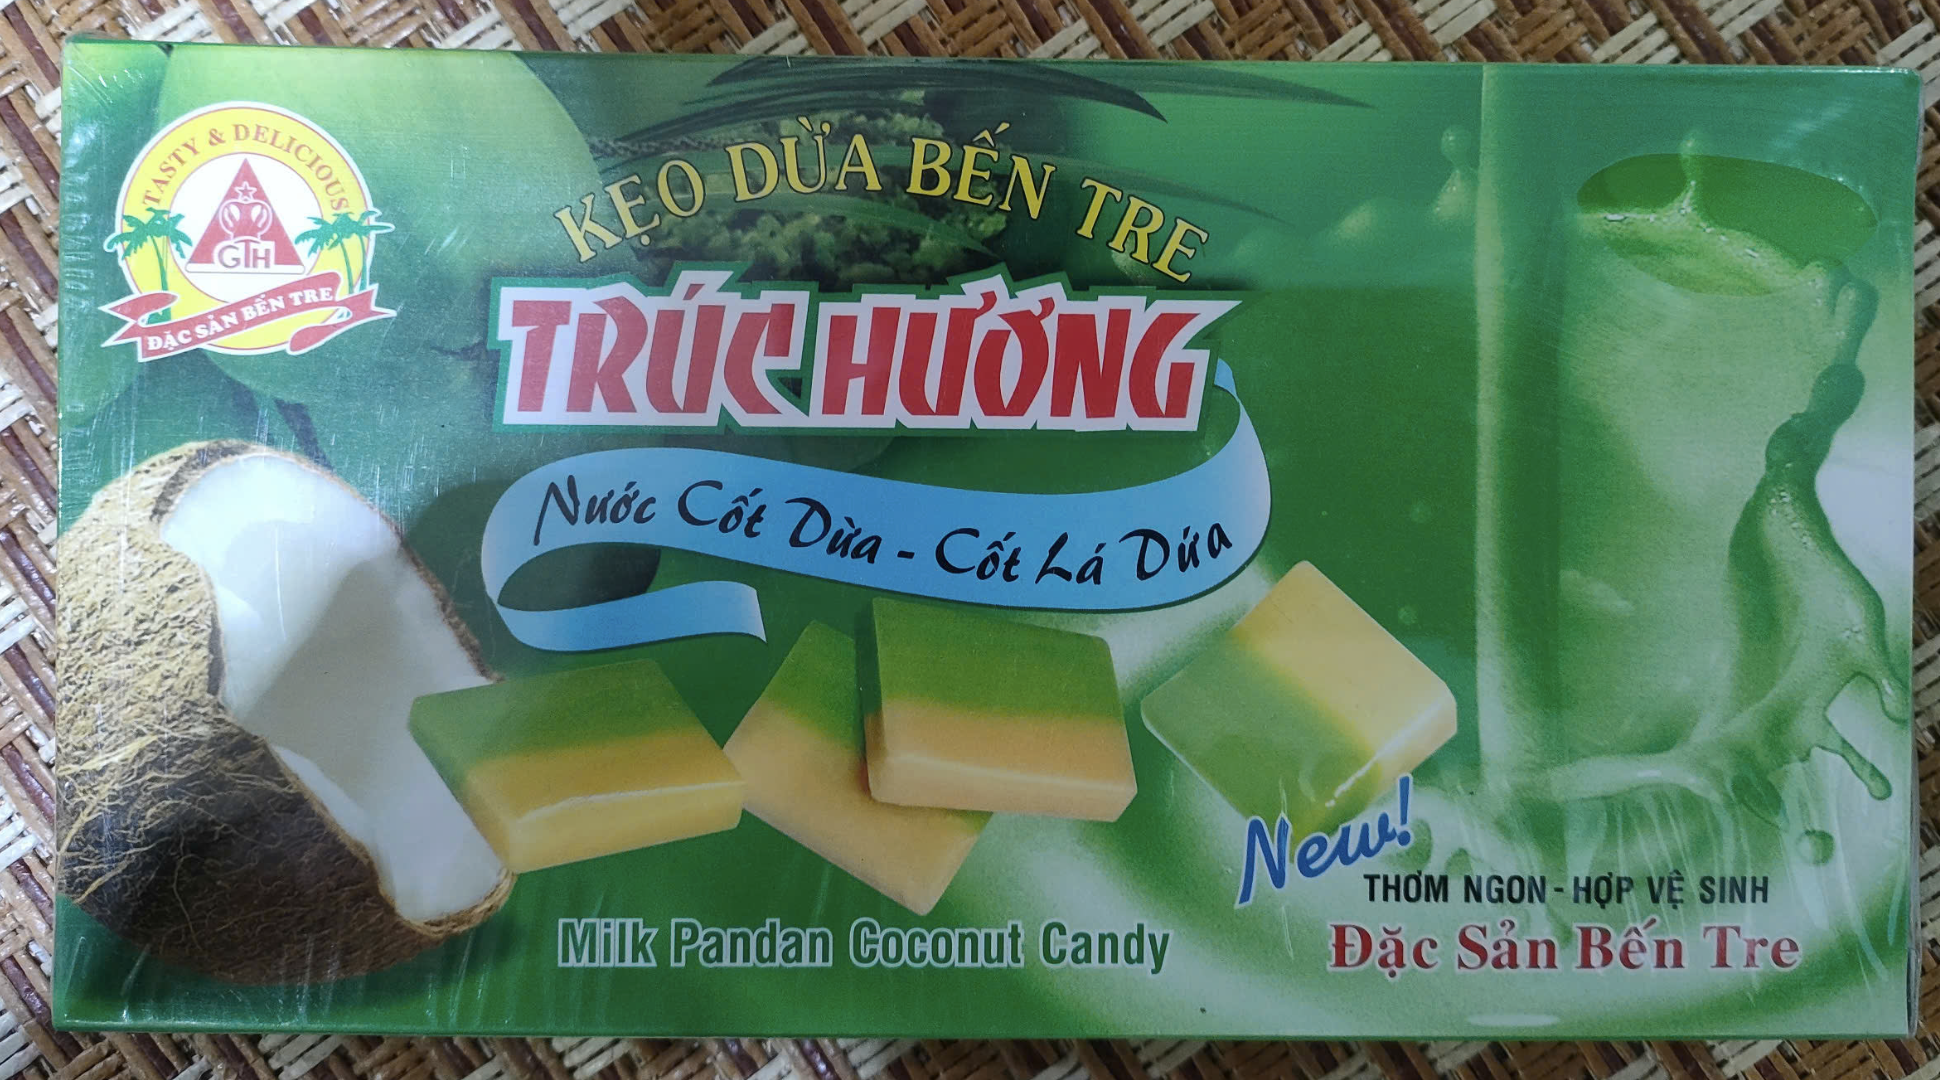 TASTY & DELICIOUS
GTH
ĐẶC SẢN BẾN TRE
KẸO DỪA BẾN TRE
TRÚC HƯƠNG
Nước Cốt Dừa - Cốt Lá Dứa
New!
THƠM NGON - HỢP VỆ SINH
Milk Pandan Coconut Candy
Đặc Sản Bến Tre